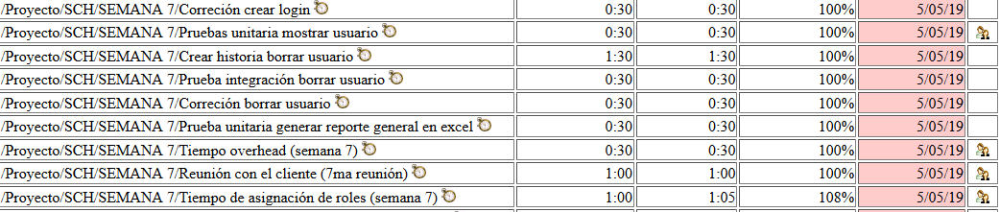 /Proyecto/SCH/SEMANA 7/Correción crear login 0:30 0:30 100% 5/05/19
/Proyecto/SCH/SEMANA 7/Pruebas unitaria mostrar usuario 0:30 0:30 100% 5/05/19
/Proyecto/SCH/SEMANA 7/Crear historia borrar usuario 1:30 1:30 100% 5/05/19
/Proyecto/SCH/SEMANA 7/Prueba integración borrar usuario 0:30 0:30 100% 5/05/19
/Proyecto/SCH/SEMANA 7/Correción borrar usuario 0:30 0:30 100% 5/05/19
/Proyecto/SCH/SEMANA 7/Prueba unitaria generar reporte general en excel 0:30 0:30 100% 5/05/19
/Proyecto/SCH/SEMANA 7/Tiempo overhead (semana 7) 0:30 0:30 100% 5/05/19
/Proyecto/SCH/SEMANA 7/Reunión con el cliente (7ma reunión) 1:00 1:00 100% 5/05/19
/Proyecto/SCH/SEMANA 7/Tiempo de asignación de roles (semana 7) 1:00 1:05 108% 5/05/19